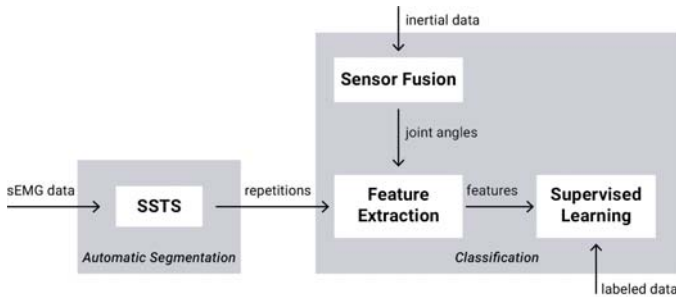 inertial data
Sensor Fusion
joint angles
sEMG data
SSTS
repetitions
Feature
Extraction
features
Supervised
Learning
Automatic Segmentation
Classification
labeled data